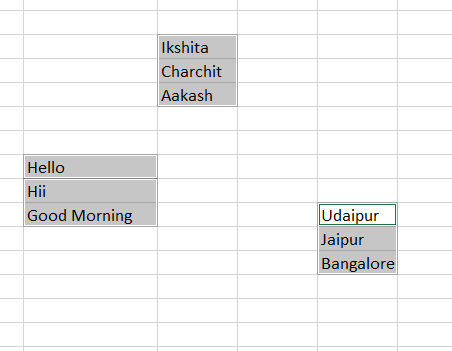 Ikshita
Charchit
Aakash
Hello
Hii
Good Morning
Udaipur
Jaipur
Bangalore